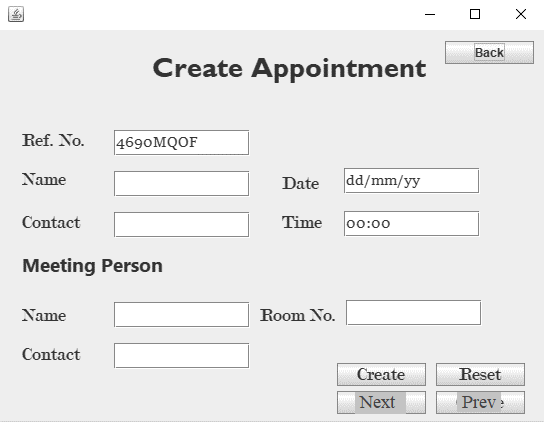 Back
Create Appointment
Ref. No. 4690MQOF
Name
Date dd/mm/yy
Contact
Time 00:00
Meeting Person
Name
Room No.
Contact
Create Reset
Next Prev